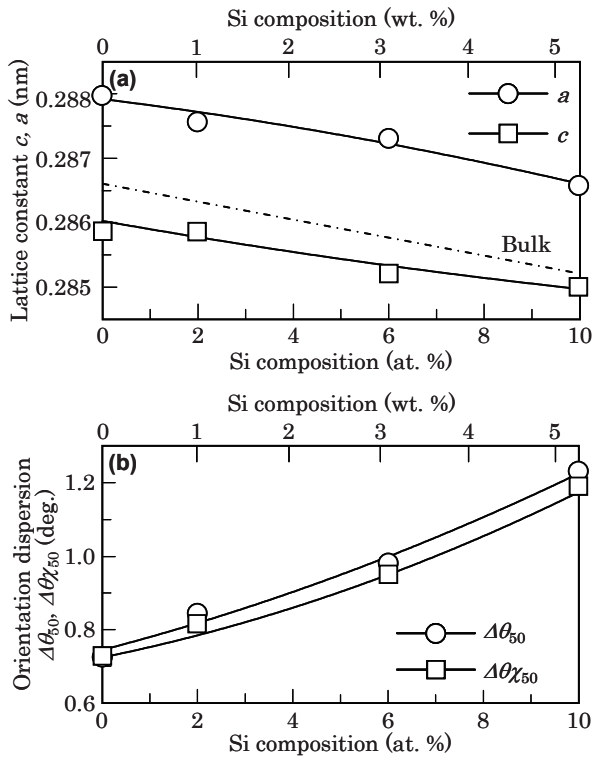 Si composition (wt. %)
0 1 2 3 4 5
(a)
a
c
Lattice constant c, a (nm)
0.288
0.287
0.286
0.285
Bulk
0 2 4 6 8 10
Si composition (at. %)
Si composition (wt. %)
0 1 2 3 4 5
(b)
Orientation dispersion
Δθ₅₀, Δθχ₅₀ (deg.)
1.2
1.0
0.8
0.6
Δθ₅₀
Δθχ₅₀
0 2 4 6 8 10
Si composition (at. %)